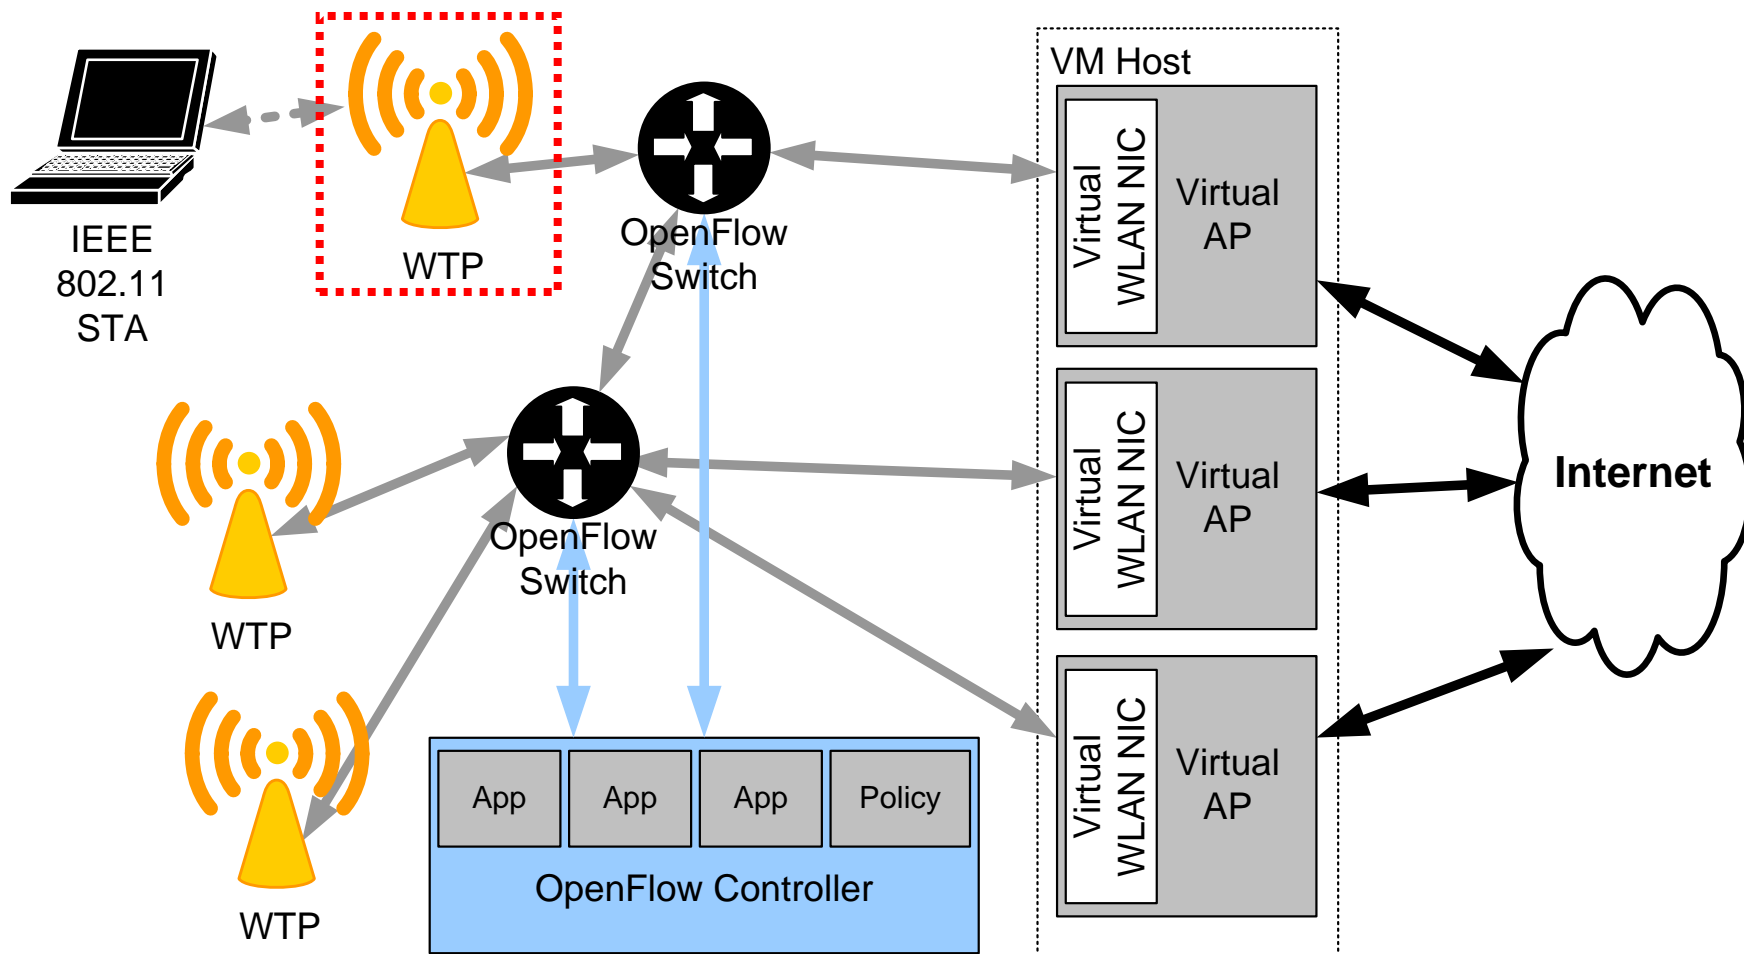 VM Host
IEEE
802.11
STA
WTP
OpenFlow
Switch
Virtual
WLAN NIC
Virtual
AP
OpenFlow
Switch
Virtual
WLAN NIC
Virtual
AP
Internet
WTP
WTP
Virtual
WLAN NIC
Virtual
AP
App
App
App
Policy
OpenFlow Controller